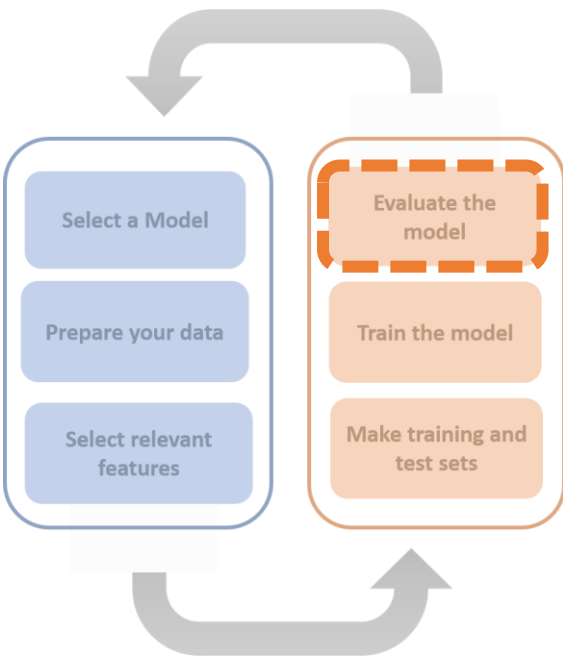 Select a Model
Prepare your data
Select relevant
features
Evaluate the
model
Train the model
Make training and
test sets